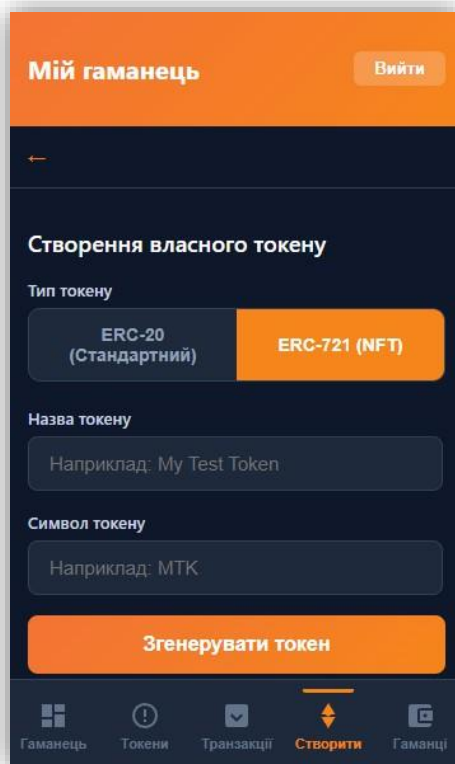 Мій гаманець
Вийти
←
Створення власного токену
Тип токену
ERC-20
(Стандартний)
ERC-721 (NFT)
Назва токену
Наприклад: My Test Token
Символ токену
Наприклад: MTK
Згенерувати токен
Гаманець
Токени
Транзакції
Створити
Гаманці